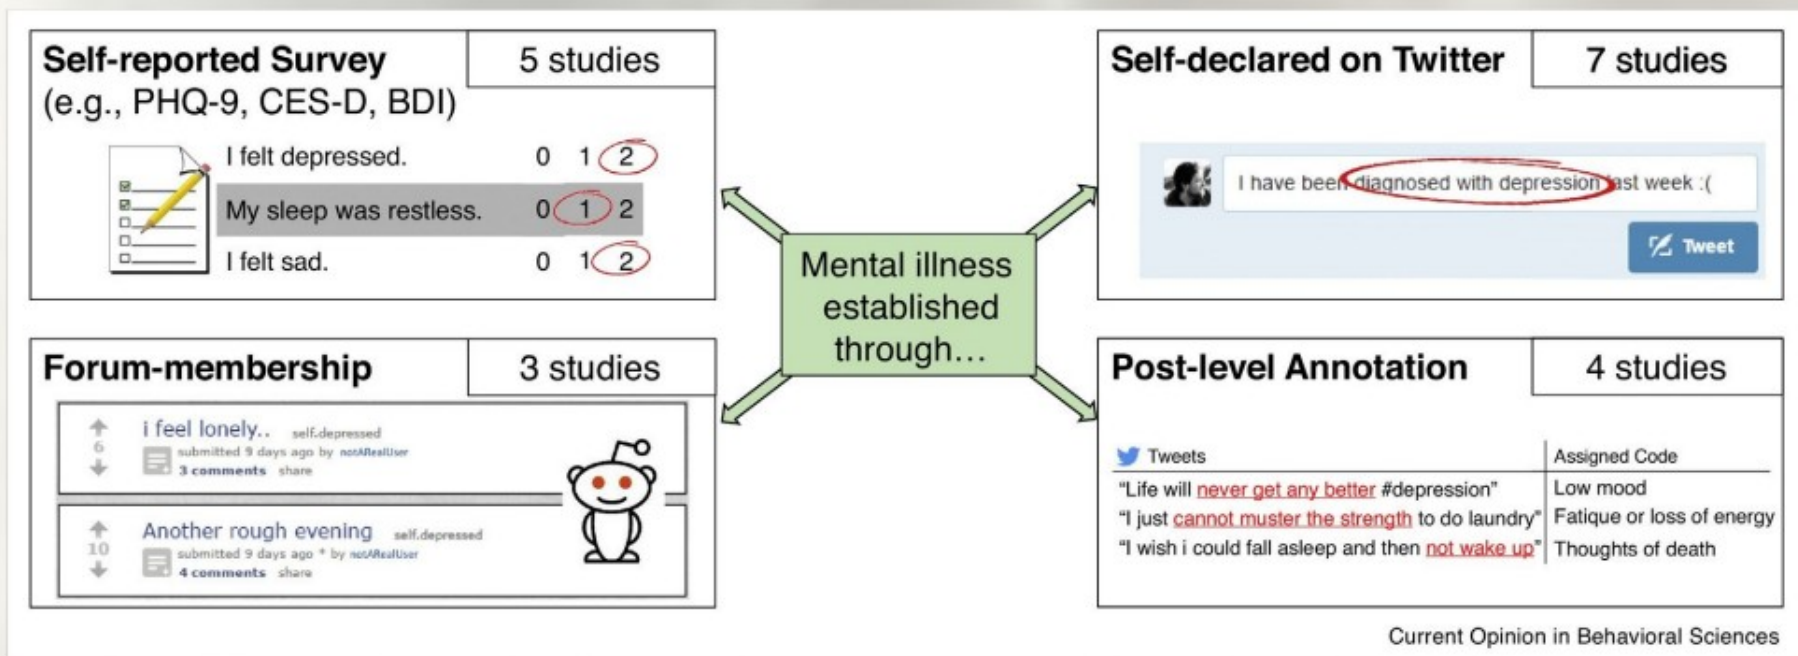 Self-reported Survey
5 studies
(e.g., PHQ-9, CES-D, BDI)
I felt depressed. 0 1 2
My sleep was restless. 0 1 2
I felt sad. 0 1 2
Self-declared on Twitter
7 studies
I have been diagnosed with depression last week :(
Tweet
Mental illness
established
through…
Forum-membership
3 studies
6
i feel lonely.. self.depressed
submitted 9 days ago by notARealUser
3 comments share
10
Another rough evening self.depressed
submitted 9 days ago * by notARealUser
4 comments share
Post-level Annotation
4 studies
Tweets Assigned Code
“Life will never get any better #depression” Low mood
“I just cannot muster the strength to do laundry” Fatique or loss of energy
“I wish i could fall asleep and then not wake up” Thoughts of death
Current Opinion in Behavioral Sciences